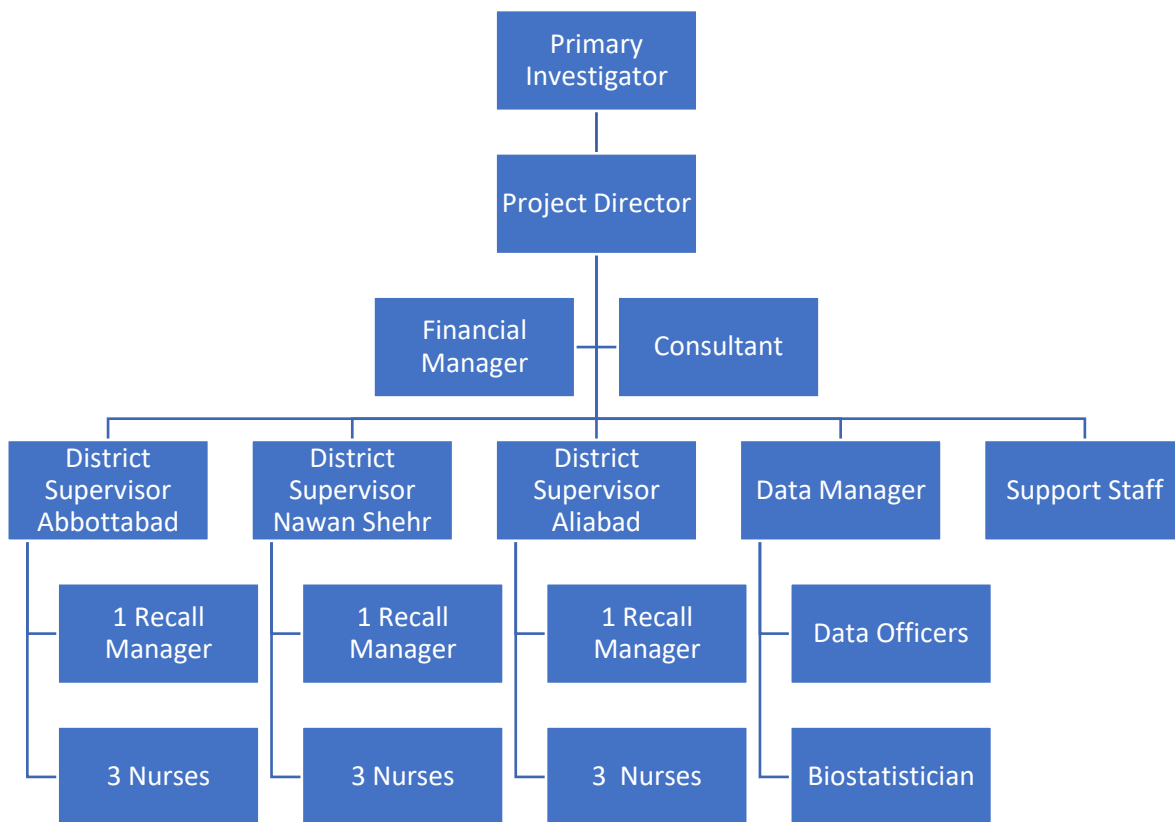 Primary
Investigator
Project Director
Financial
Manager
Consultant
District
Supervisor
Abbottabad
District
Supervisor
Nawan Shehr
District
Supervisor
Aliabad
Data Manager
Support Staff
1 Recall
Manager
1 Recall
Manager
1 Recall
Manager
Data Officers
3 Nurses
3 Nurses
3 Nurses
Biostatistician